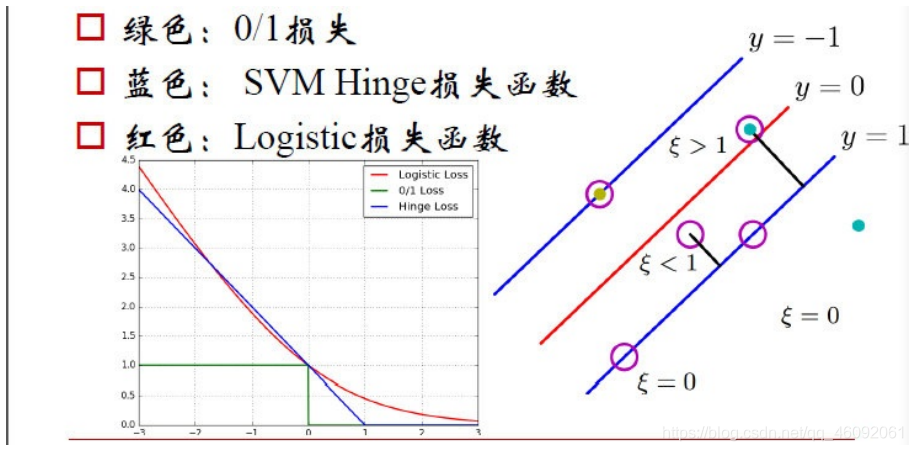 绿色：0/1损失
蓝色： SVM Hinge损失函数
红色：Logistic损失函数
4.5
4.0
3.5
3.0
2.5
2.0
1.5
1.0
0.5
0.0
−3
−2
−1
0
1
2
3
Logistic Loss
0/1 Loss
Hinge Loss
y = −1
y = 0
y = 1
ξ > 1
ξ < 1
ξ = 0
ξ = 0
https://blog.csdn.net/qq_46092061